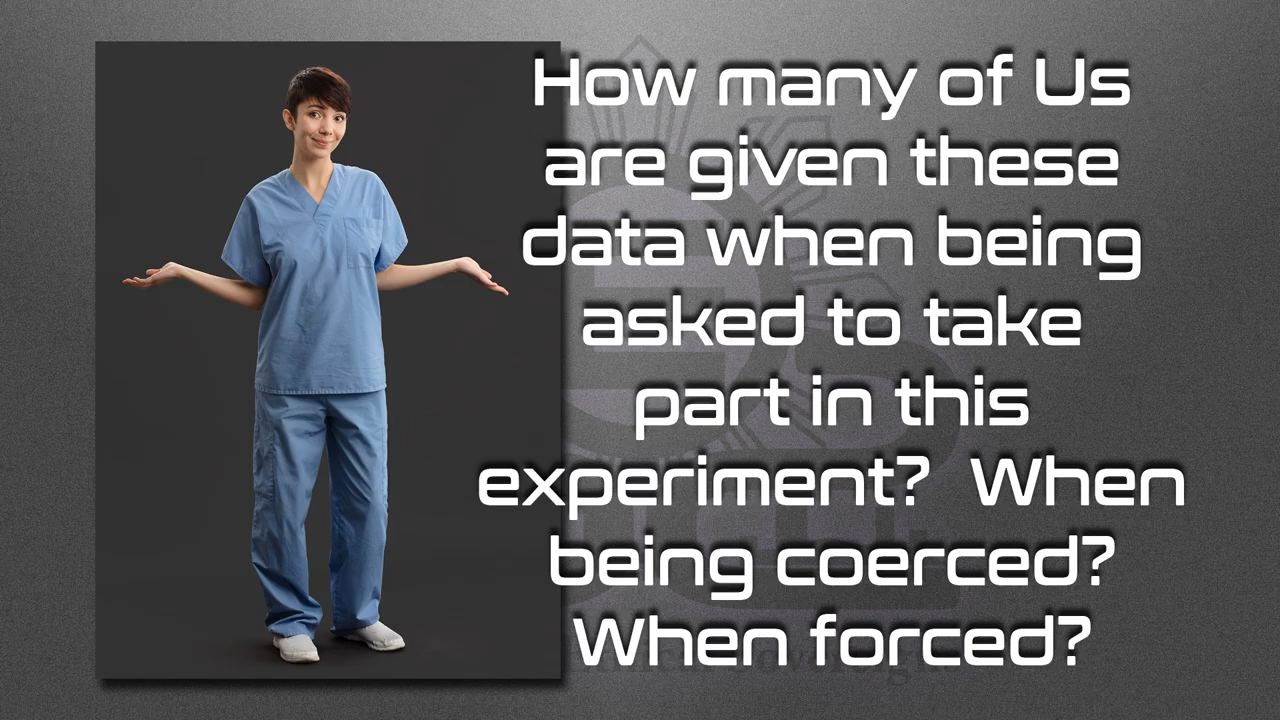 How many of Us
are given these
data when being
asked to take
part in this
experiment?  When
being coerced?
When forced?